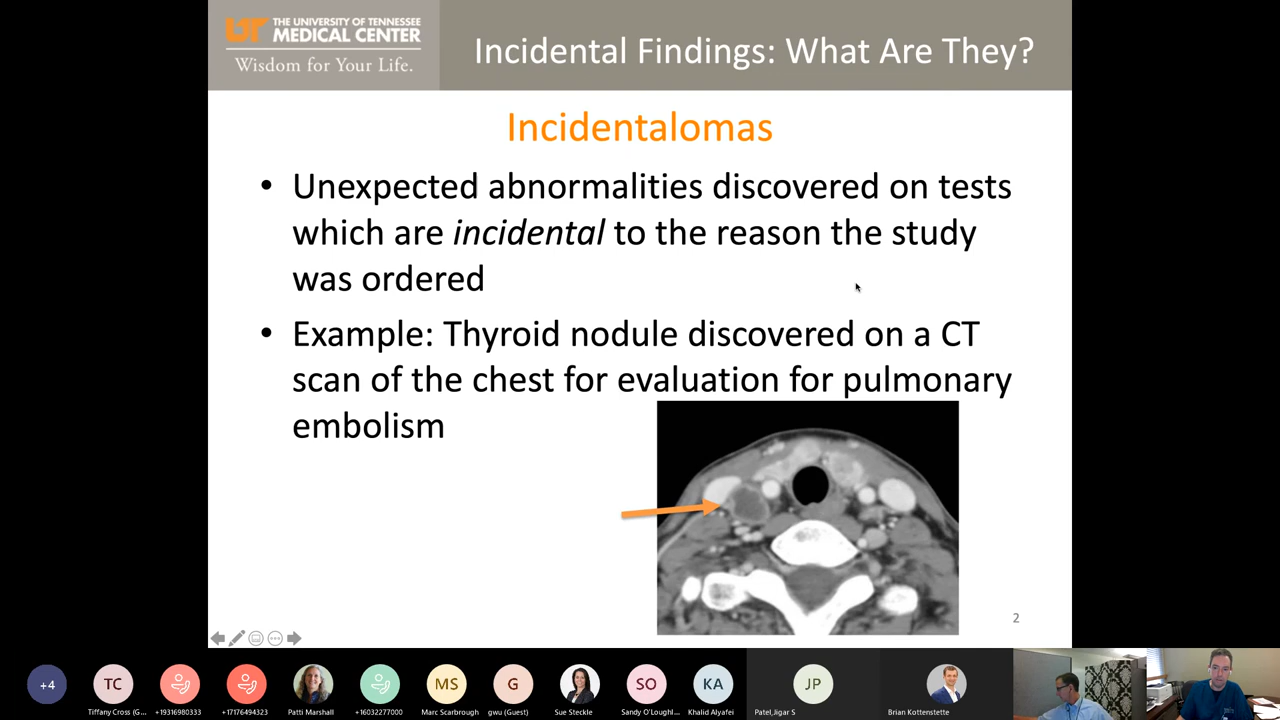 UT THE UNIVERSITY OF TENNESSEE
MEDICAL CENTER
Wisdom for Your Life.
Incidental Findings: What Are They?
Incidentalomas
• Unexpected abnormalities discovered on tests
which are incidental to the reason the study
was ordered
• Example: Thyroid nodule discovered on a CT
scan of the chest for evaluation for pulmonary
embolism
2
+4
TC
MS
G
SO
KA
JP
Tiffany Cross (G...
+19316980333
+17176494323
Patti Marshall
+16032277000
Marc Scarbrough
gwu (Guest)
Sue Steckle
Sandy O'Loughl...
Khalid Alyafei
Patel,Jigar S
Brian Kottenstette